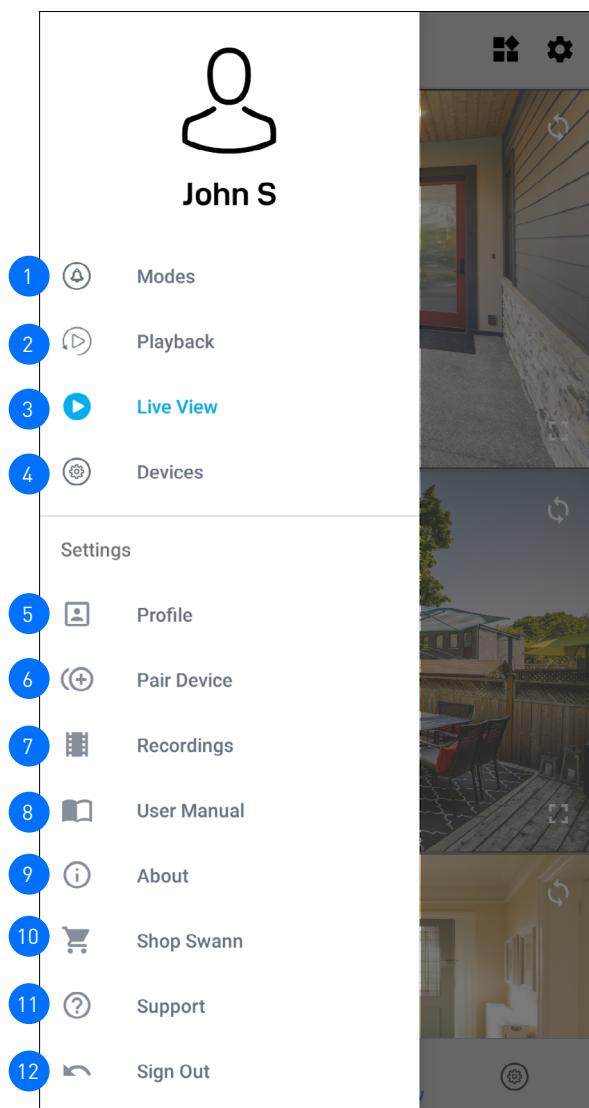 John S
1 Modes
2 Playback
3 Live View
4 Devices
Settings
5 Profile
6 Pair Device
7 Recordings
8 User Manual
9 About
10 Shop Swann
11 Support
12 Sign Out